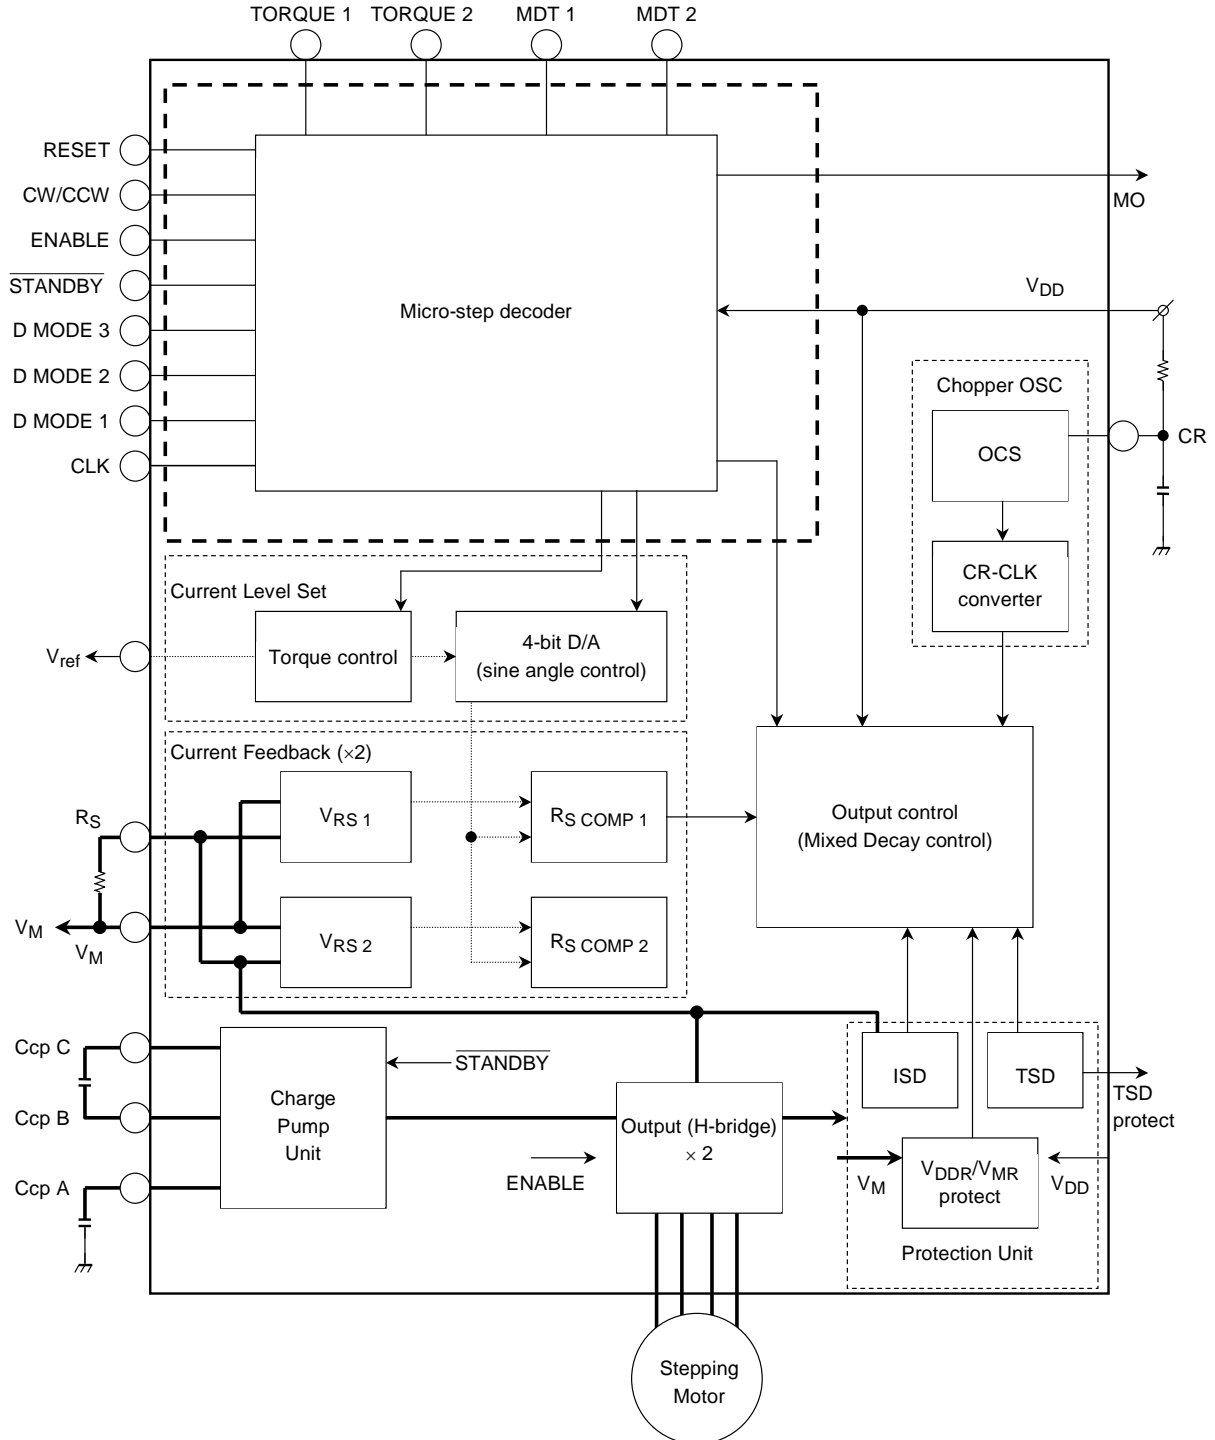 TORQUE 1
TORQUE 2
MDT 1
MDT 2
RESET
CW/CCW
ENABLE
STANDBY
D MODE 3
D MODE 2
D MODE 1
CLK
Micro-step decoder
MO
VDD
Chopper OSC
OCS
CR
CR-CLK
converter
Current Level Set
Vref
Torque control
4-bit D/A
(sine angle control)
Current Feedback (×2)
RS
VRS 1
RS COMP 1
Output control
(Mixed Decay control)
VM
VM
VRS 2
RS COMP 2
Ccp C
Ccp B
Ccp A
Charge
Pump
Unit
STANDBY
ENABLE
Output (H-bridge)
× 2
ISD
TSD
TSD
protect
VM
VDDR/VMR
protect
VDD
Protection Unit
Stepping
Motor